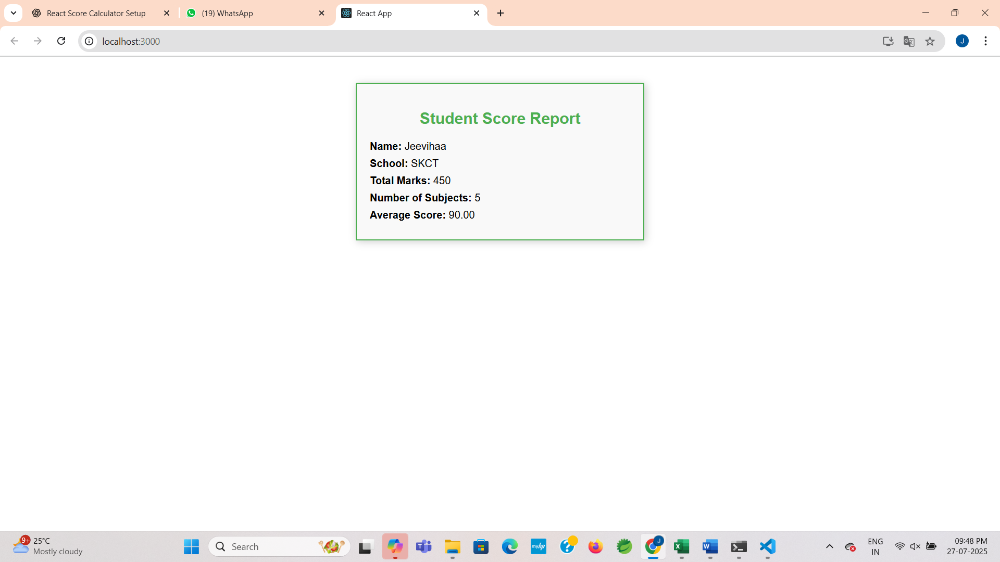 React Score Calculator Setup
(19) WhatsApp
React App
localhost:3000
J
Student Score Report
Name: Jeevihaa
School: SKCT
Total Marks: 450
Number of Subjects: 5
Average Score: 90.00
9+
25°C
Mostly cloudy
Search
T
myhp
?
J
X
W
ENG
IN
09:48 PM
27-07-2025